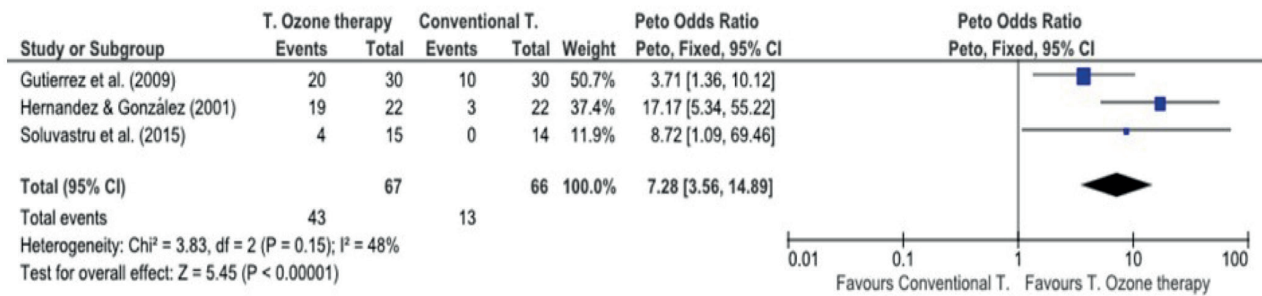 T. Ozone therapy Conventional T. Peto Odds Ratio Peto Odds Ratio
Study or Subgroup Events Total Events Total Weight Peto, Fixed, 95% CI Peto, Fixed, 95% CI
Gutierrez et al. (2009) 20 30 10 30 50.7% 3.71 [1.36, 10.12]
Hernandez & González (2001) 19 22 3 22 37.4% 17.17 [5.34, 55.22]
Soluvastru et al. (2015) 4 15 0 14 11.9% 8.72 [1.09, 69.46]
Total (95% CI) 67 66 100.0% 7.28 [3.56, 14.89]
Total events 43 13
Heterogeneity: Chi² = 3.83, df = 2 (P = 0.15); I² = 48%
Test for overall effect: Z = 5.45 (P < 0.00001)
0.01 0.1 1 10 100
Favours Conventional T. Favours T. Ozone therapy